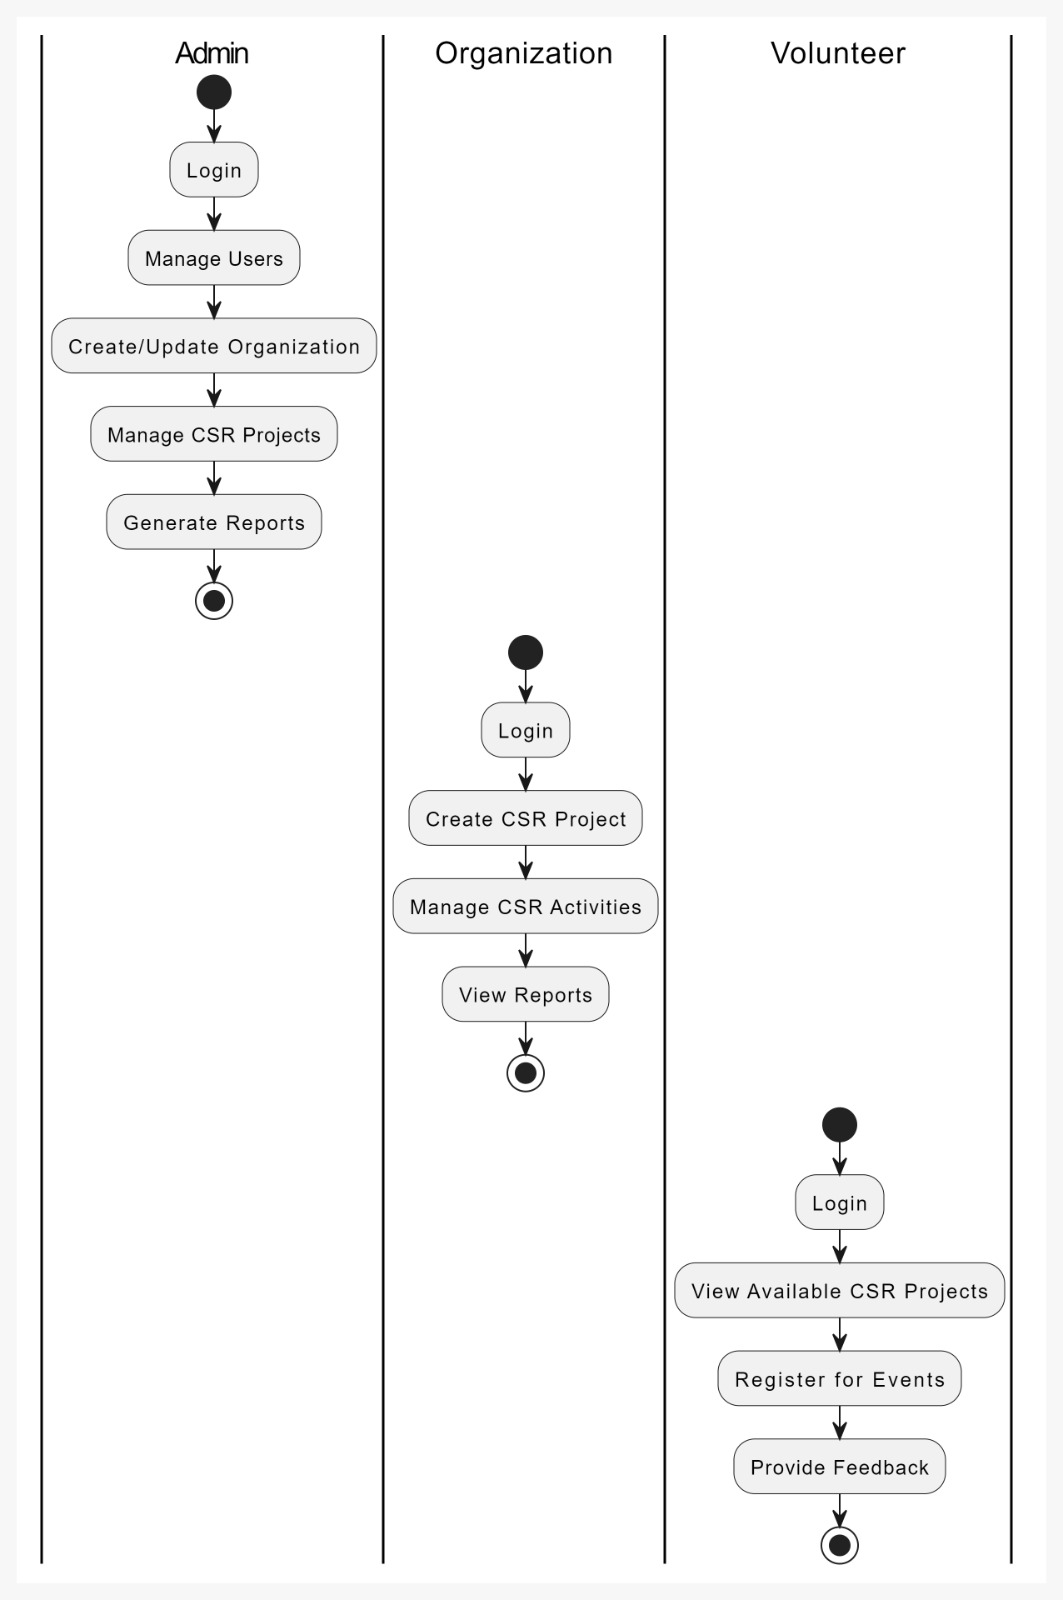 Admin
Organization
Volunteer
Login
Manage Users
Create/Update Organization
Manage CSR Projects
Generate Reports
Login
Create CSR Project
Manage CSR Activities
View Reports
Login
View Available CSR Projects
Register for Events
Provide Feedback